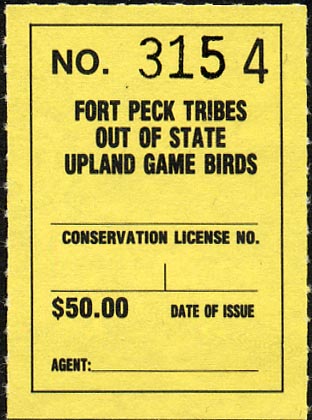 NO. 3154
FORT PECK TRIBES
OUT OF STATE
UPLAND GAME BIRDS
CONSERVATION LICENSE NO.
$50.00 DATE OF ISSUE
AGENT: